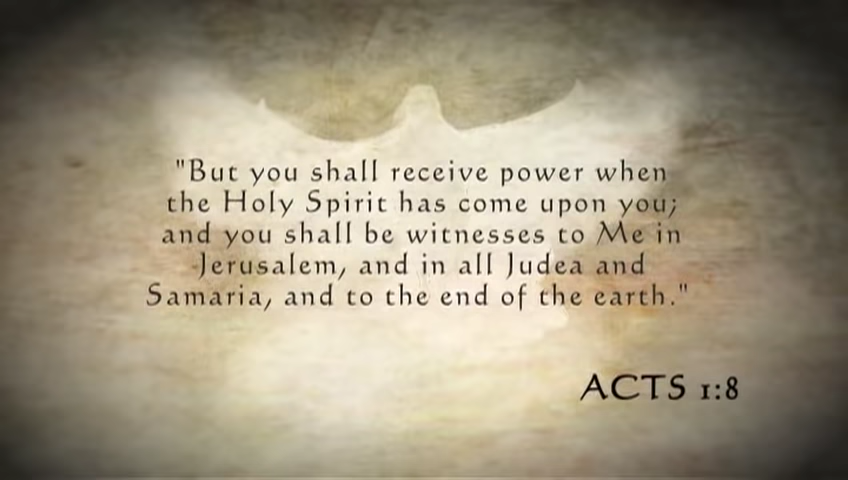 "But you shall receive power when
the Holy Spirit has come upon you;
and you shall be witnesses to Me in
Jerusalem, and in all Judea and
Samaria, and to the end of the earth."
ACTS 1:8